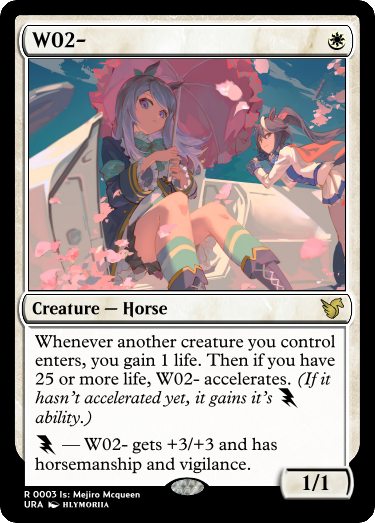 W02-
Creature — Horse
Whenever another creature you control
enters, you gain 1 life. Then if you have
25 or more life, W02- accelerates. (If it
hasn't accelerated yet, it gains it's
ability.)
— W02- gets +3/+3 and has
horsemanship and vigilance.
1/1
R 0003 Is: Mejiro Mcqueen
URA HLYMORIIA